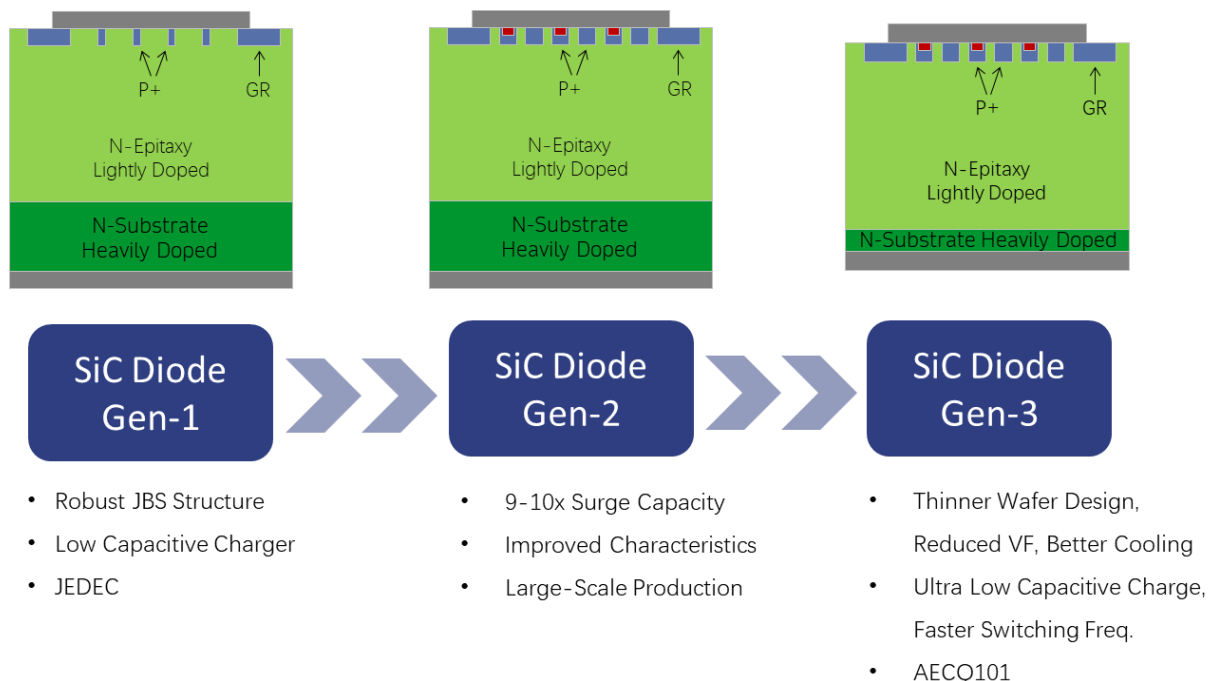 P+
GR
N-Epitaxy
Lightly Doped
N-Substrate
Heavily Doped
P+
GR
N-Epitaxy
Lightly Doped
N-Substrate
Heavily Doped
P+
GR
N-Epitaxy
Lightly Doped
N-Substrate Heavily Doped
SiC Diode
Gen-1
SiC Diode
Gen-2
SiC Diode
Gen-3
• Robust JBS Structure
• Low Capacitive Charger
• JEDEC
• 9-10x Surge Capacity
• Improved Characteristics
• Large-Scale Production
• Thinner Wafer Design,
Reduced VF, Better Cooling
• Ultra Low Capacitive Charge,
Faster Switching Freq.
• AECO101